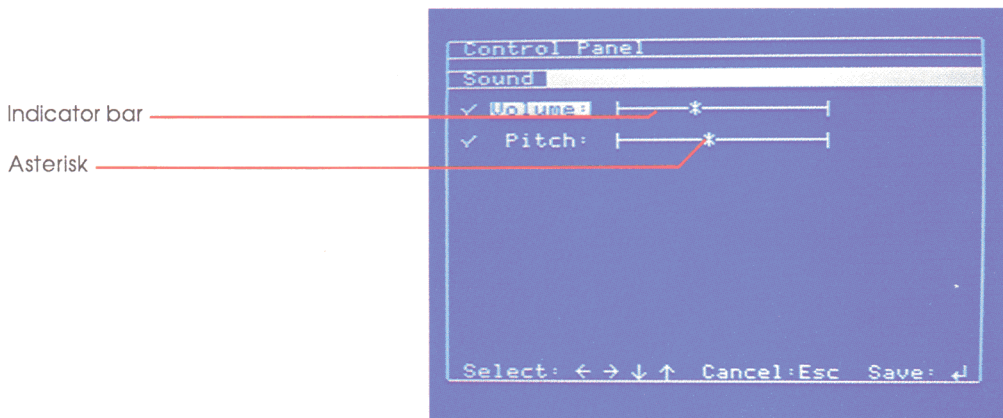 Control Panel
Sound
Indicator bar
✓ Volume:
✓ Pitch:
Asterisk
Select: ← → ↓ ↑ Cancel:Esc Save: ↵